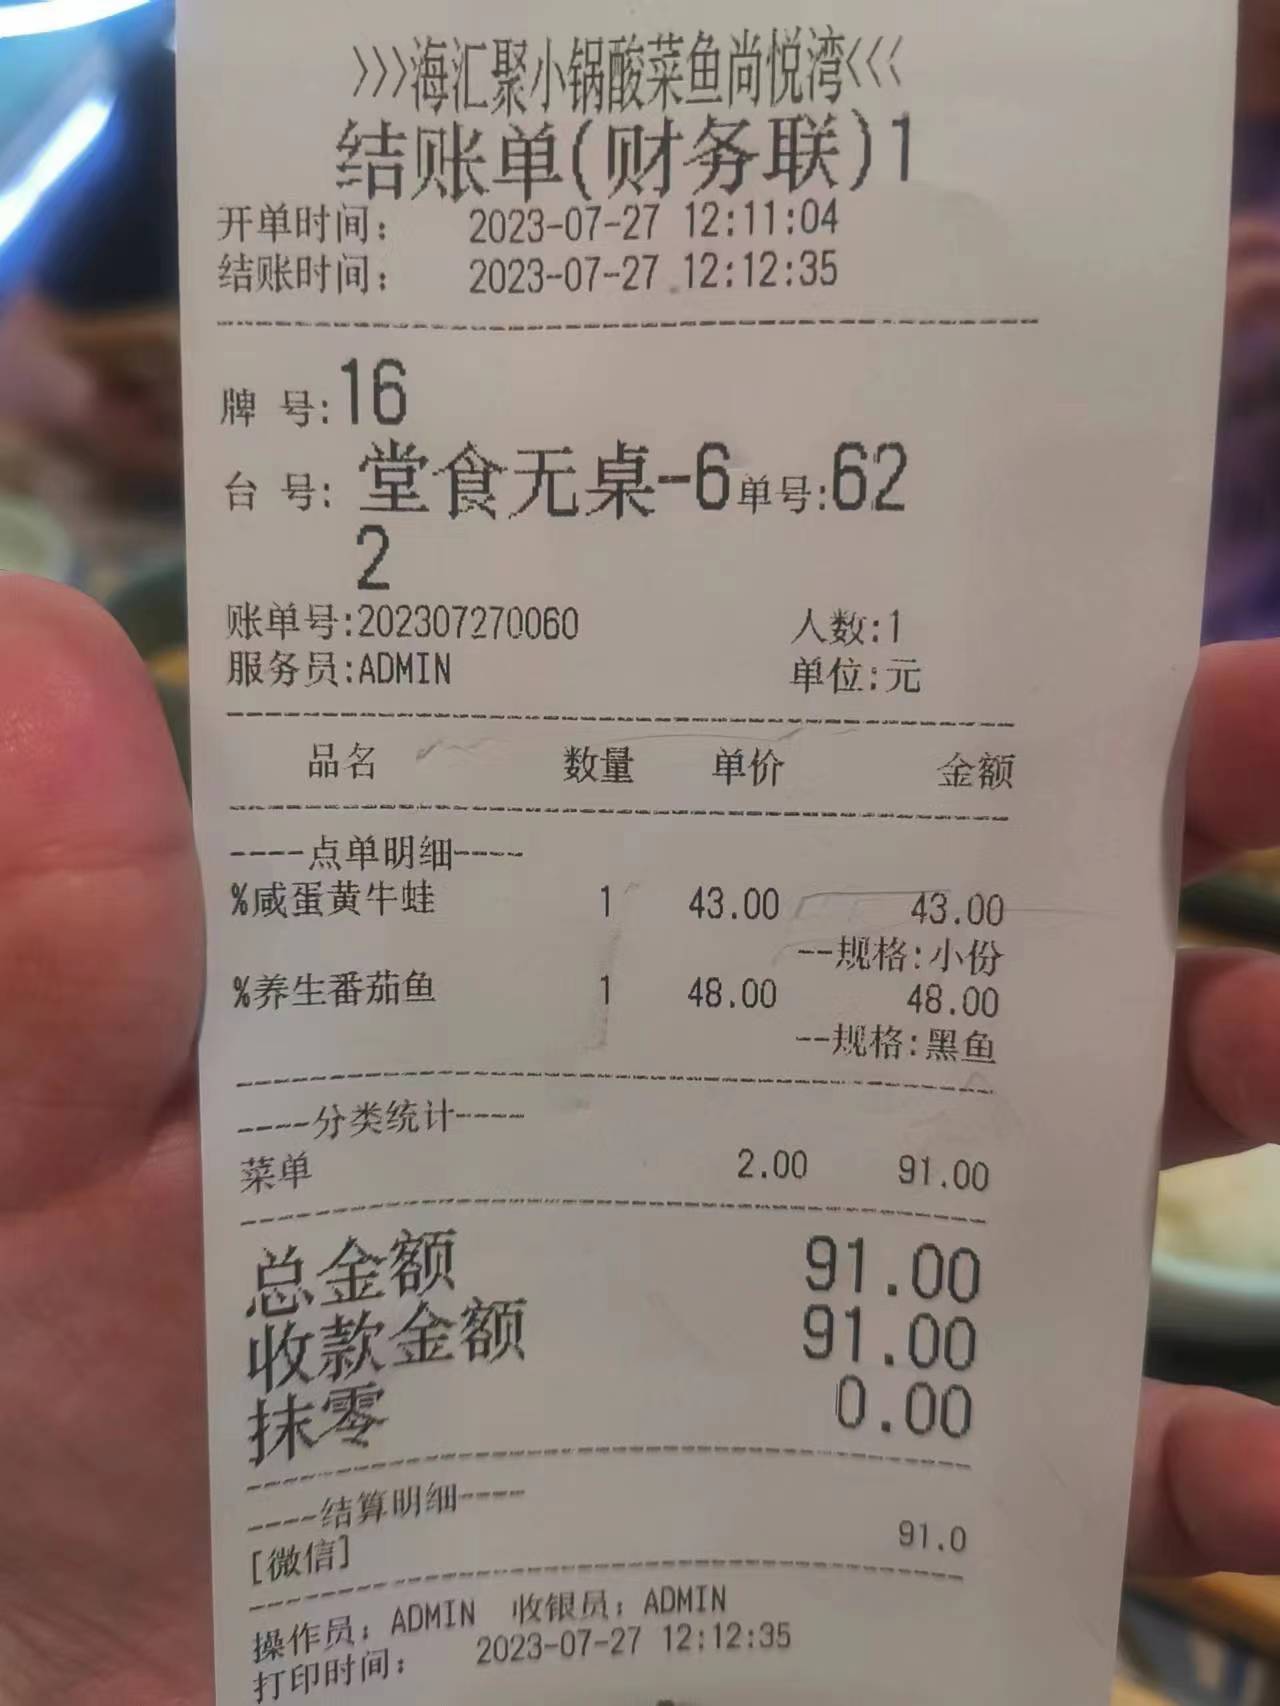 >>>海汇聚小锅酸菜鱼尚悦湾<<<
结账单(财务联)1
开单时间: 2023-07-27 12:11:04
结账时间: 2023-07-27 12:12:35
牌 号:16
台 号: 堂食无桌-6单号:62
2
账单号:202307270060 人数:1
服务员:ADMIN 单位:元
品名 数量 单价 金额
----点单明细----
%咸蛋黄牛蛙 1 43.00 43.00
--规格:小份
%养生番茄鱼 1 48.00 48.00
--规格:黑鱼
----分类统计----
菜单 2.00 91.00
总金额 91.00
收款金额 91.00
抹零 0.00
----结算明细----
[微信] 91.0
操作员: ADMIN 收银员: ADMIN
打印时间: 2023-07-27 12:12:35